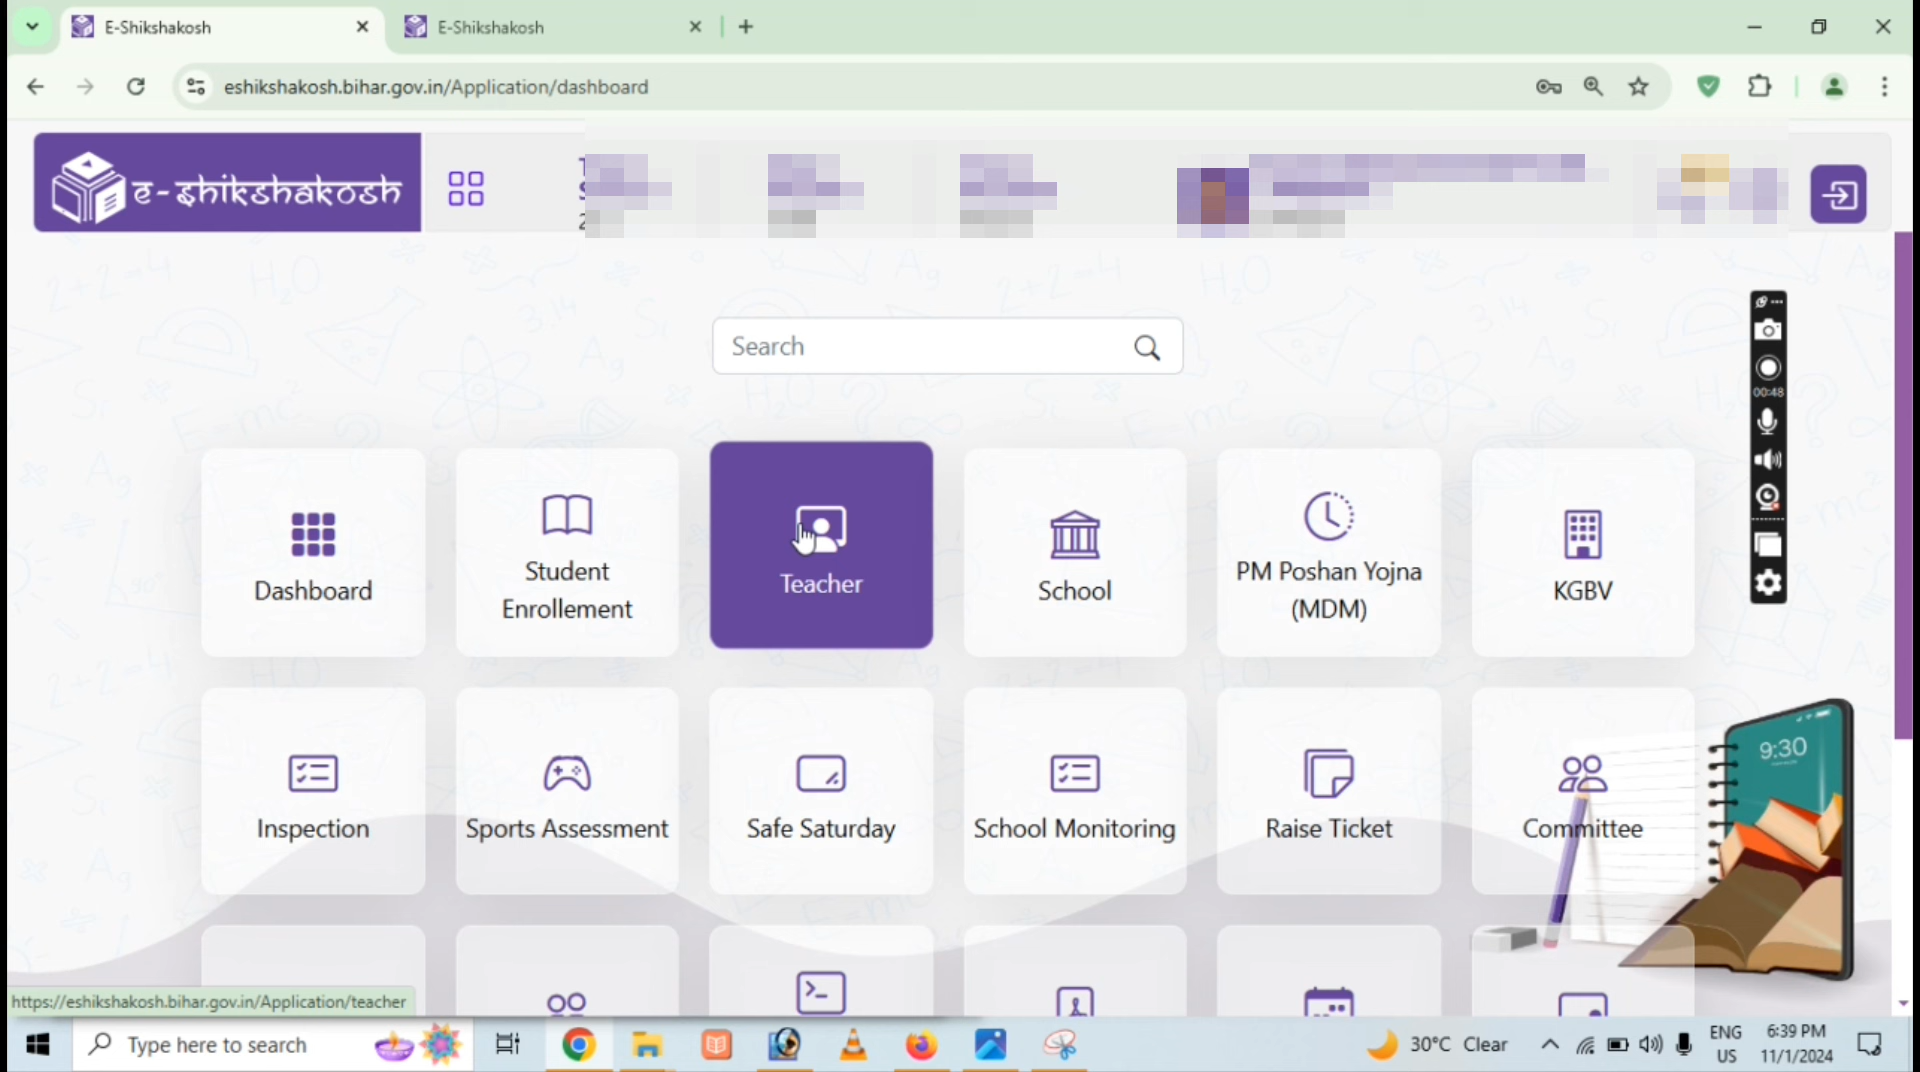 E-Shikshakosh
E-Shikshakosh
eshikshakosh.bihar.gov.in/Application/dashboard
e-shikshakosh
Search
00:48
Dashboard
Student
Enrollement
Teacher
School
PM Poshan Yojna
(MDM)
KGBV
Inspection
Sports Assessment
Safe Saturday
School Monitoring
Raise Ticket
Committee
9:30
https://eshikshakosh.bihar.gov.in/Application/teacher
Type here to search
30°C Clear
ENG
US
6:39 PM
11/1/2024